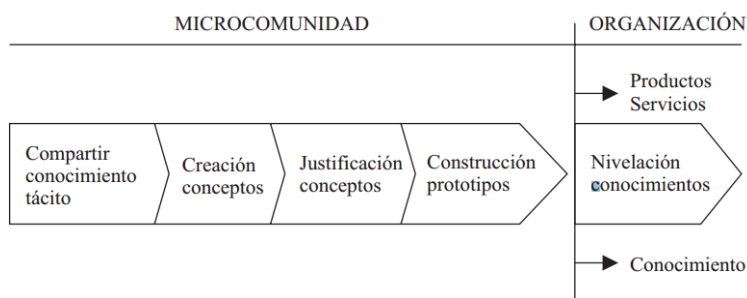 MICROCOMUNIDAD
ORGANIZACIÓN
Productos
Servicios
Compartir
conocimiento
tácito
Creación
conceptos
Justificación
conceptos
Construcción
prototipos
Nivelación
conocimientos
Conocimiento